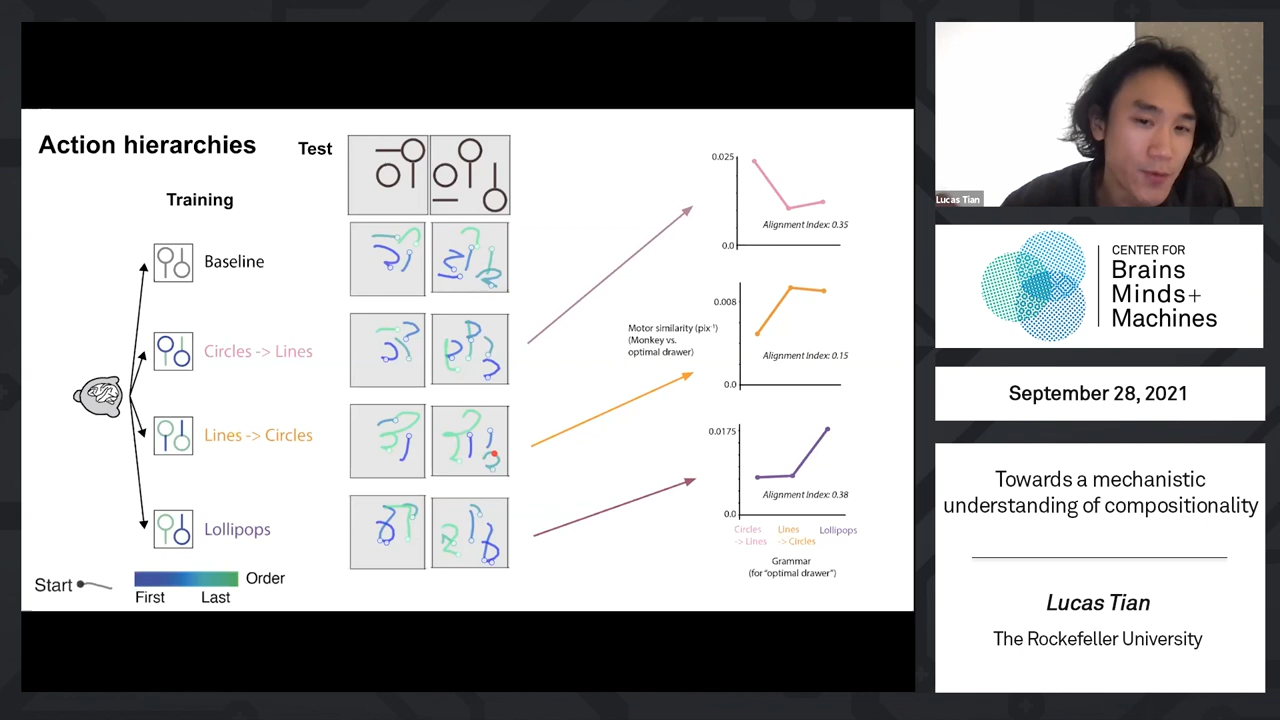 Action hierarchies
Test
Training
Baseline
Circles -> Lines
Lines -> Circles
Lollipops
Start
First
Last
Order
0.025
0.0
Alignment Index: 0.35
0.008
Motor similarity (pix⁻¹)
(Monkey vs.
optimal drawer)
0.0
Alignment Index: 0.15
0.0175
0.0
Alignment Index: 0.38
Circles
-> Lines
Lines
-> Circles
Lollipops
Grammar
(for "optimal drawer")
Lucas Tian
CENTER FOR
Brains
Minds+
Machines
September 28, 2021
Towards a mechanistic
understanding of compositionality
Lucas Tian
The Rockefeller University